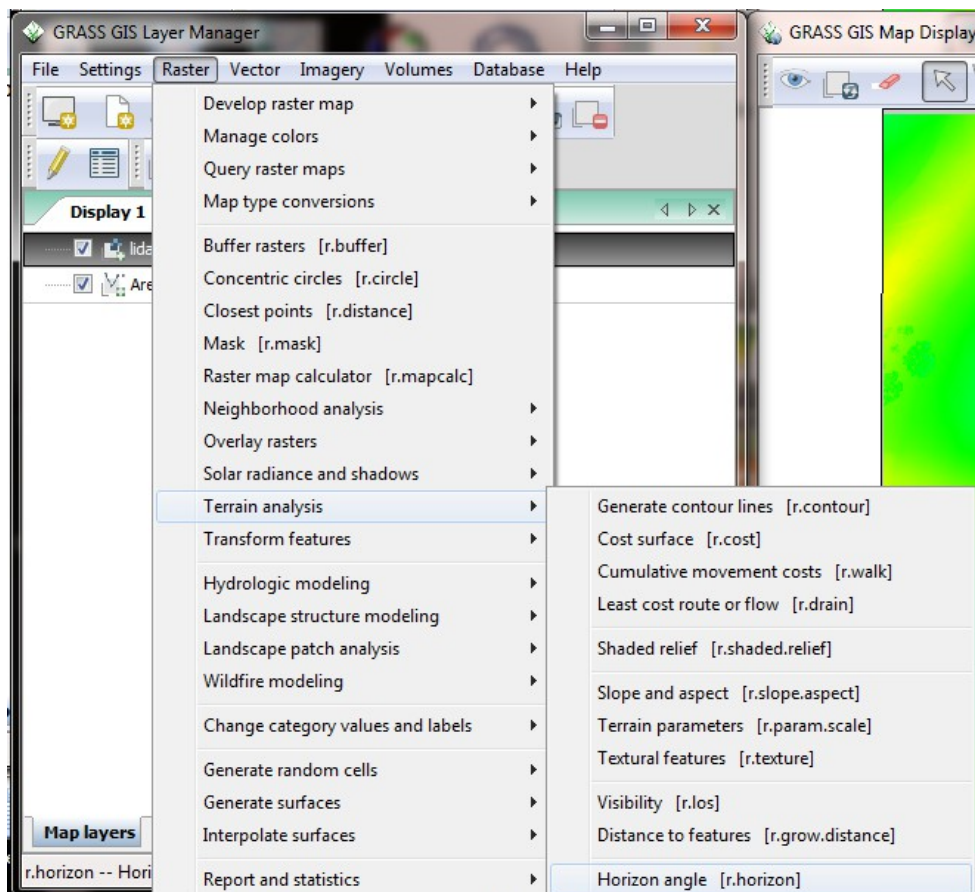 GRASS GIS Layer Manager
GRASS GIS Map Display
File Settings Raster Vector Imagery Volumes Database Help
Develop raster map
Manage colors
Query raster maps
Map type conversions
Display 1
Buffer rasters [r.buffer]
lida
Concentric circles [r.circle]
Are
Closest points [r.distance]
Mask [r.mask]
Raster map calculator [r.mapcalc]
Neighborhood analysis
Overlay rasters
Solar radiance and shadows
Terrain analysis
Transform features
Hydrologic modeling
Landscape structure modeling
Landscape patch analysis
Wildfire modeling
Change category values and labels
Generate random cells
Generate surfaces
Interpolate surfaces
Report and statistics
Generate contour lines [r.contour]
Cost surface [r.cost]
Cumulative movement costs [r.walk]
Least cost route or flow [r.drain]
Shaded relief [r.shaded.relief]
Slope and aspect [r.slope.aspect]
Terrain parameters [r.param.scale]
Textural features [r.texture]
Visibility [r.los]
Distance to features [r.grow.distance]
Horizon angle [r.horizon]
Map layers
r.horizon -- Hori